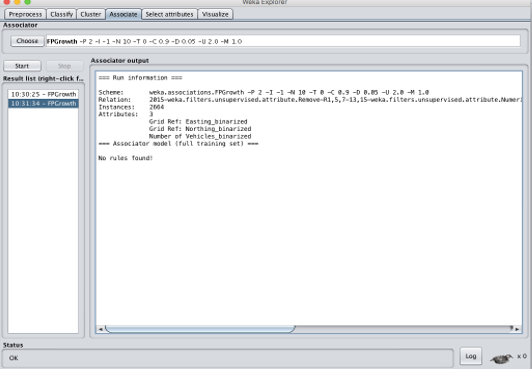 Weka Explorer
Preprocess Classify Cluster Associate Select attributes Visualize
Associator
Choose FPGrowth -P 2 -I -1 -N 10 -T 0 -C 0.9 -D 0.05 -U 2.0 -M 1.0
Start Stop
Result list (right-click f...
10:30:25 - FPGrowth
10:31:34 - FPGrowth
Associator output
=== Run information ===
Scheme: weka.associations.FPGrowth -P 2 -I -1 -N 10 -T 0 -C 0.9 -D 0.05 -U 2.0 -M 1.0
Relation: 2015-weka.filters.unsupervised.attribute.Remove-R1,5,7-13,15-weka.filters.unsupervised.attribute.Numeri
Instances: 2664
Attributes: 3
Grid Ref: Easting_binarized
Grid Ref: Northing_binarized
Number of Vehicles_binarized
=== Associator model (full training set) ===
No rules found!
Status
OK
Log
x 0